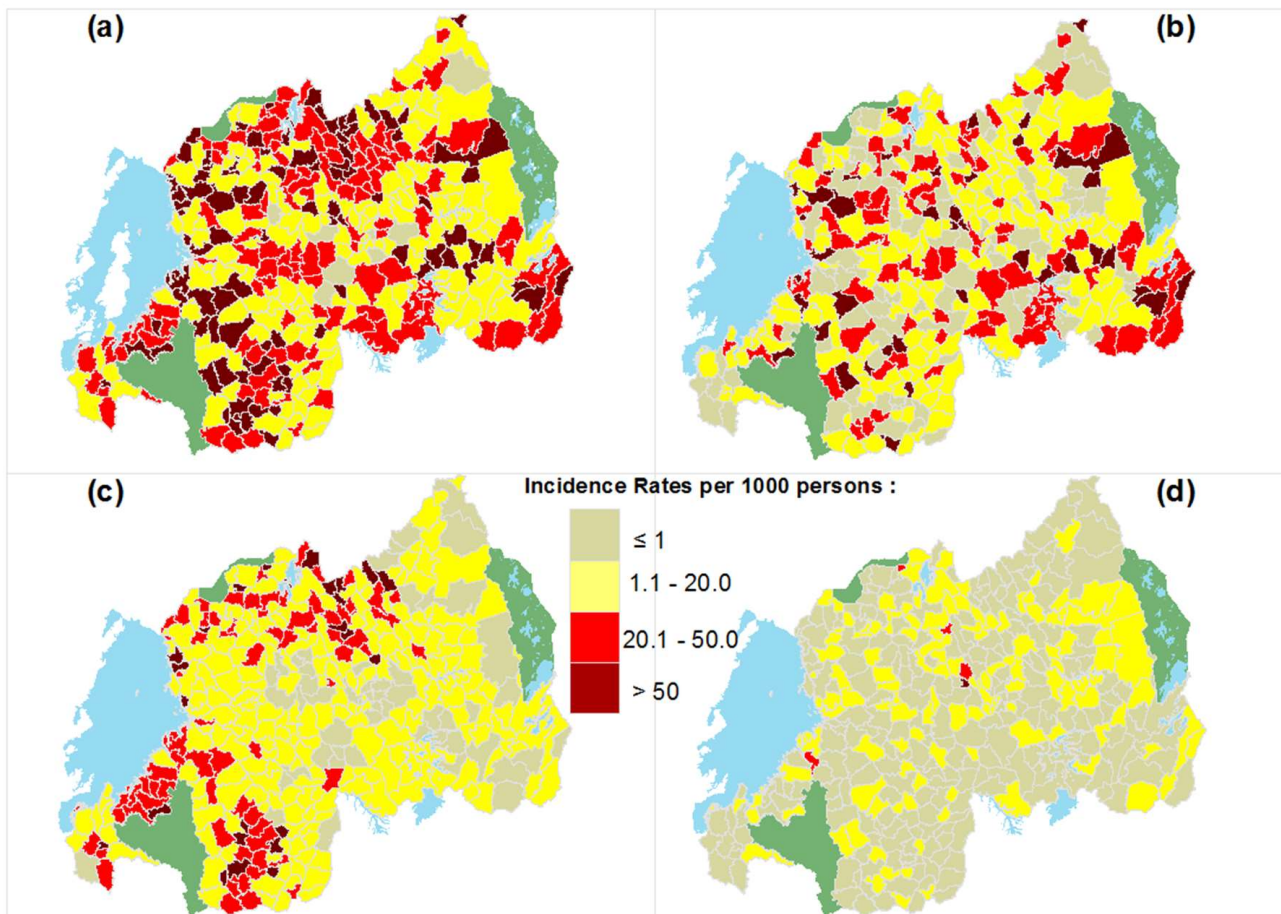 (a)
(b)
(c)
Incidence Rates per 1000 persons :
(d)
≤ 1
1.1 - 20.0
20.1 - 50.0
> 50